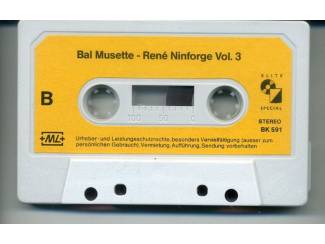 Bal Musette - René Ninforge Vol. 3
ELITE
SPECIAL
B
100 50 0
STEREO
BK 591
+ML+
Urheber- und Leistungsschutzrechte, besonders Vervielfältigung (ausser zum
persönlichen Gebrauch), Vermietung, Aufführung, Sendung vorbehalten